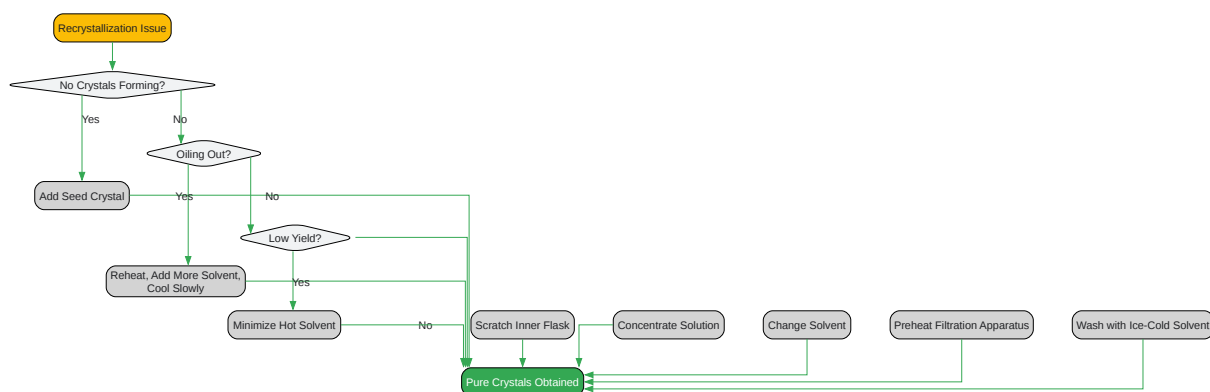 Recrystallization Issue
No Crystals Forming?
Yes
No
Oiling Out?
Add Seed Crystal
Yes
No
Low Yield?
Reheat, Add More Solvent,
Cool Slowly
Yes
Minimize Hot Solvent
No
Scratch Inner Flask
Concentrate Solution
Change Solvent
Preheat Filtration Apparatus
Wash with Ice-Cold Solvent
Pure Crystals Obtained